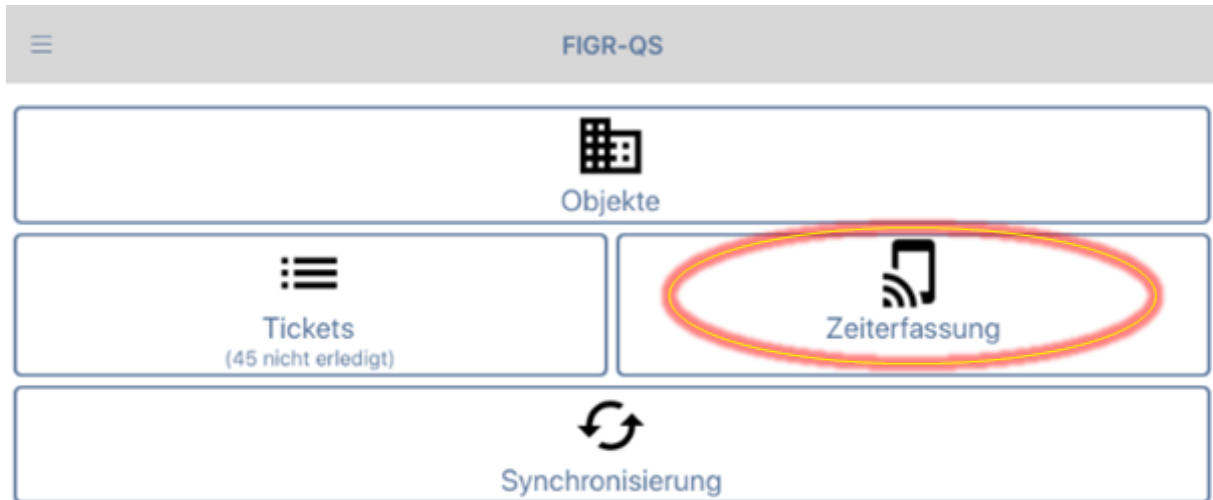 FIGR-QS
Objekte
Tickets
(45 nicht erledigt)
Zeiterfassung
Synchronisierung